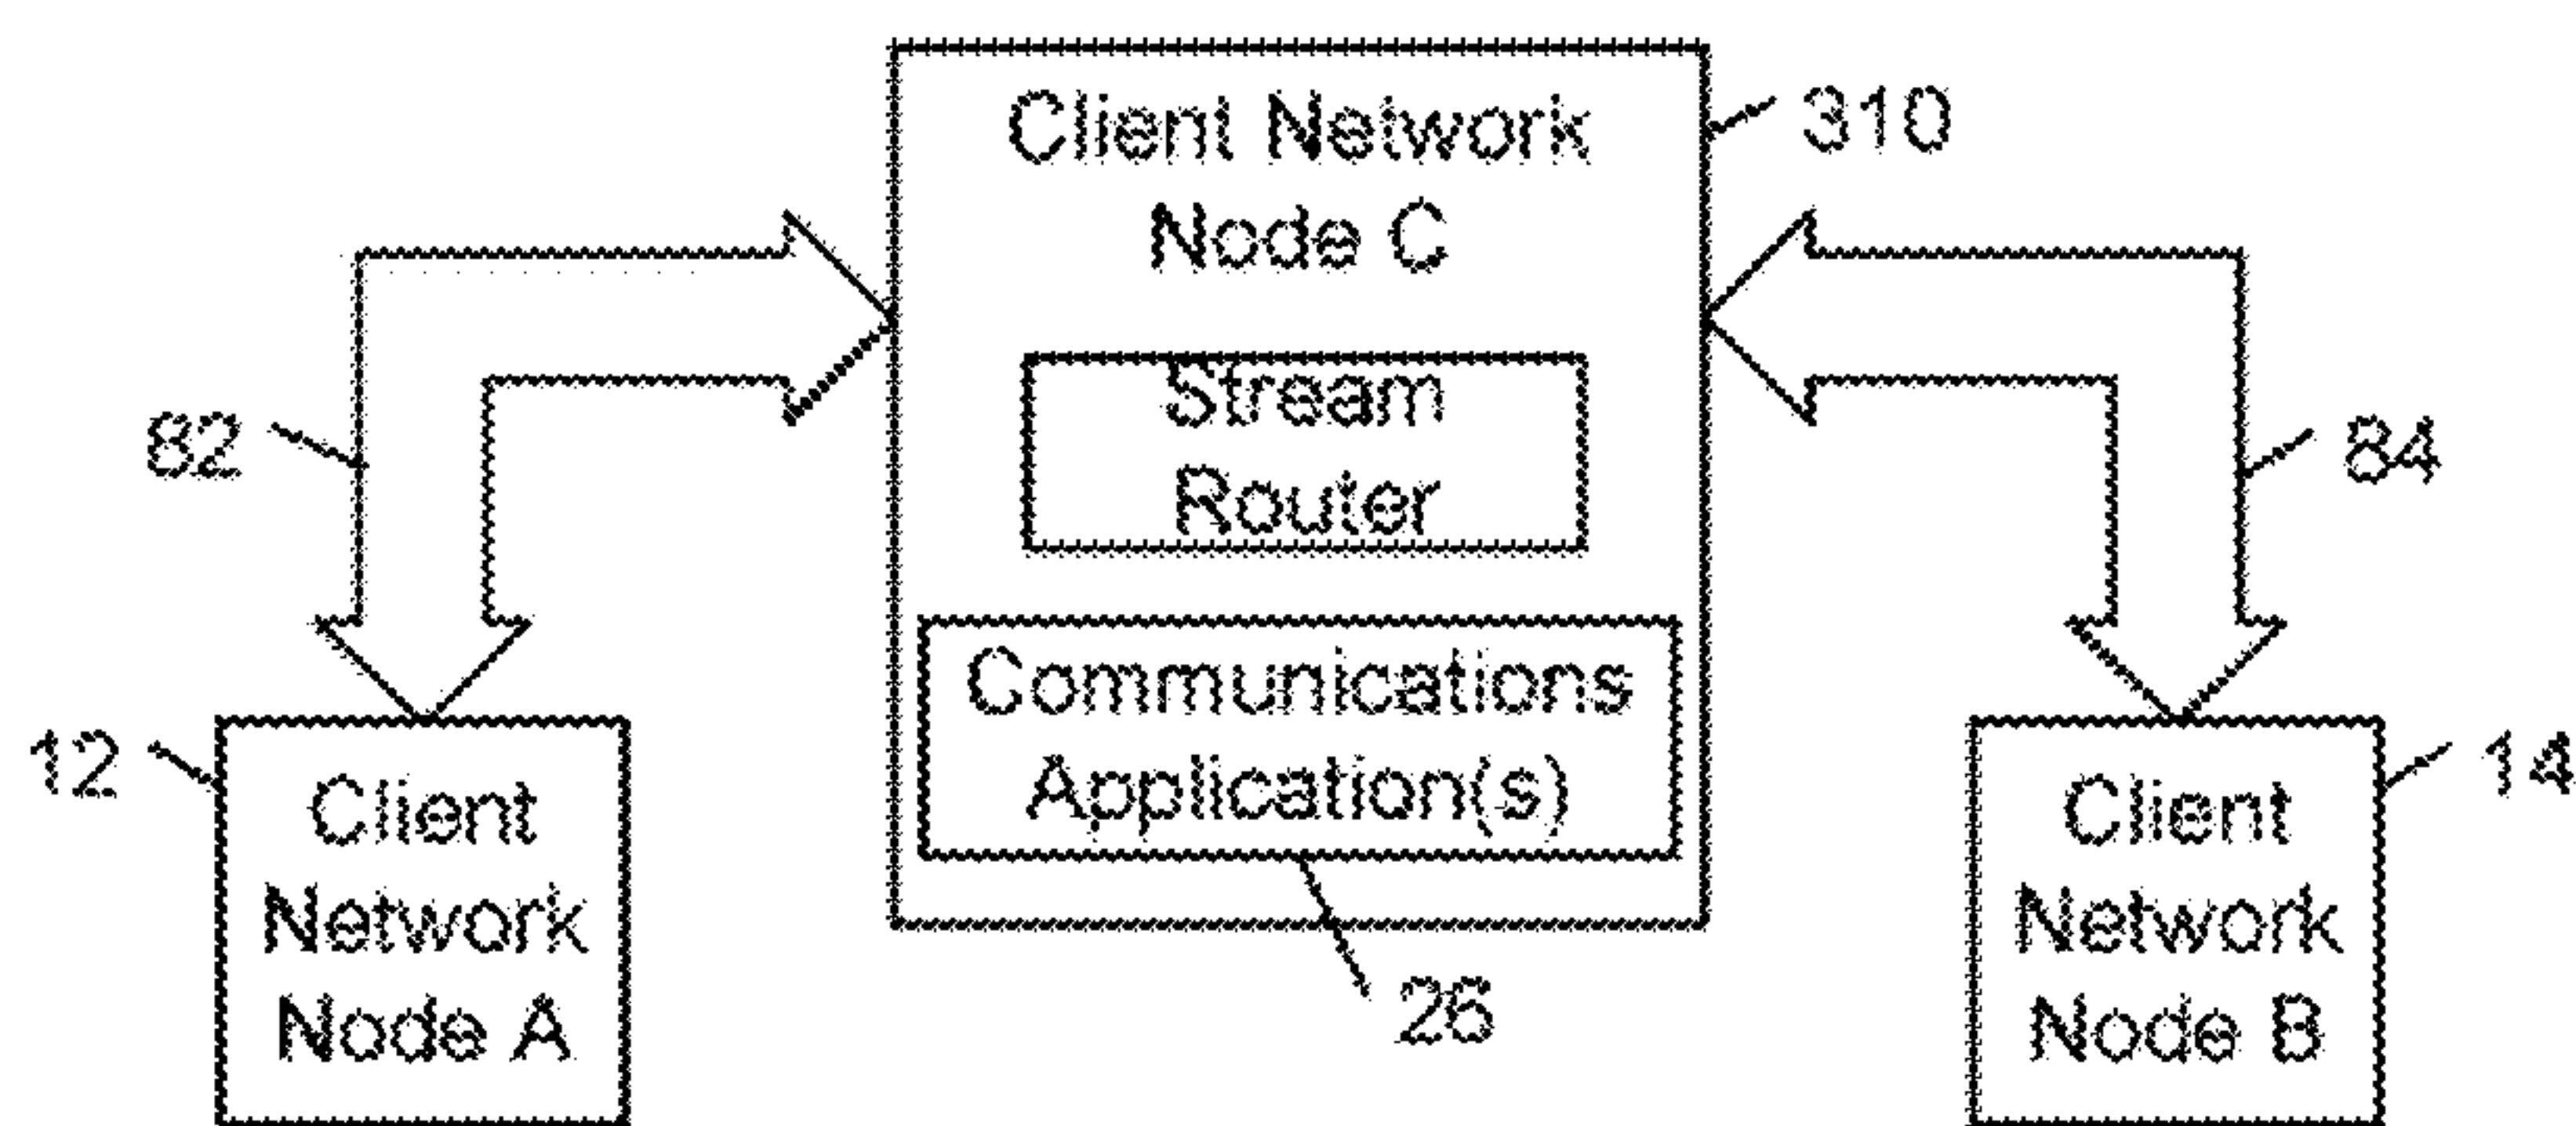 Client Network
Node C
310
Stream
Router
82
84
Communications
Application(s)
12
Client
Network
Node A
14
Client
Network
Node B
26